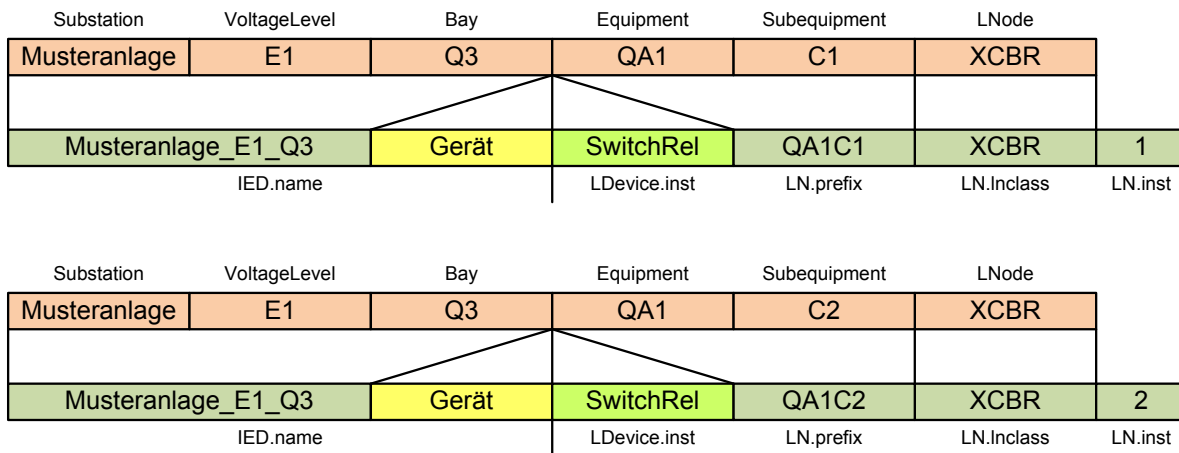 Substation VoltageLevel Bay Equipment Subequipment LNode
Musteranlage E1 Q3 QA1 C1 XCBR
Musteranlage_E1_Q3 Gerät SwitchRel QA1C1 XCBR 1
IED.name LDevice.inst LN.prefix LN.lnclass LN.inst
Substation VoltageLevel Bay Equipment Subequipment LNode
Musteranlage E1 Q3 QA1 C2 XCBR
Musteranlage_E1_Q3 Gerät SwitchRel QA1C2 XCBR 2
IED.name LDevice.inst LN.prefix LN.lnclass LN.inst